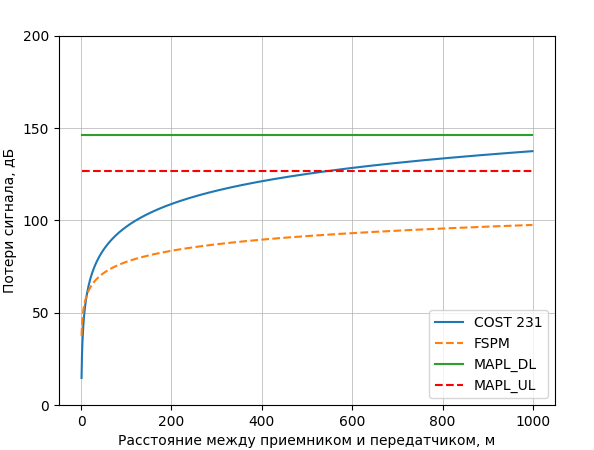 200
150
100
50
0
Потери сигнала, дБ
COST 231
FSPM
MAPL_DL
MAPL_UL
0 200 400 600 800 1000
Расстояние между приемником и передатчиком, м